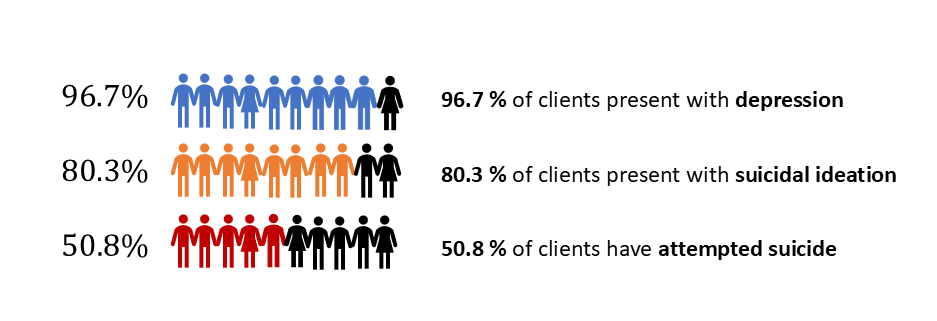 96.7% 96.7 % of clients present with depression
80.3% 80.3 % of clients present with suicidal ideation
50.8% 50.8 % of clients have attempted suicide